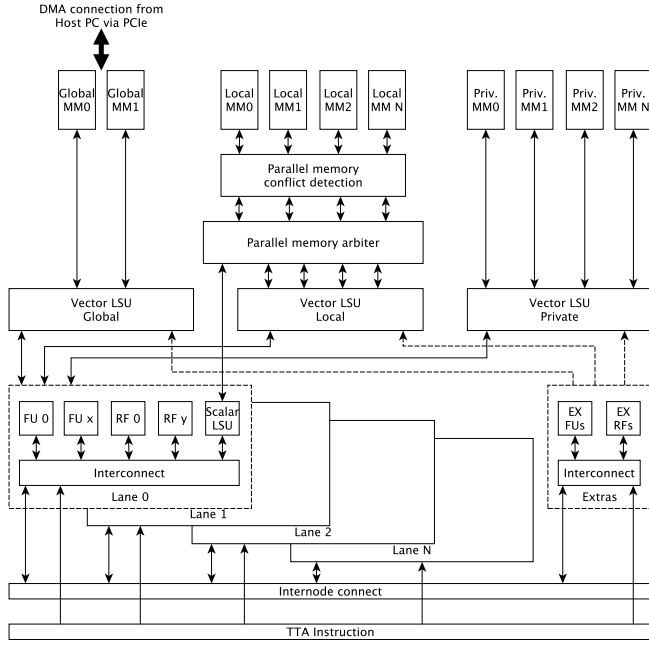 DMA connection from
Host PC via PCIe
Global
MM0
Global
MM1
Local
MM0
Local
MM1
Local
MM2
Local
MM N
Priv.
MM0
Priv.
MM1
Priv.
MM2
Priv.
MM N
Parallel memory
conflict detection
Parallel memory arbiter
Vector LSU
Global
Vector LSU
Local
Vector LSU
Private
FU 0
FU x
RF 0
RF y
Scalar
LSU
EX
FUs
EX
RFs
Interconnect
Interconnect
Lane 0
Extras
Lane 1
Lane 2
Lane N
Internode connect
TTA Instruction